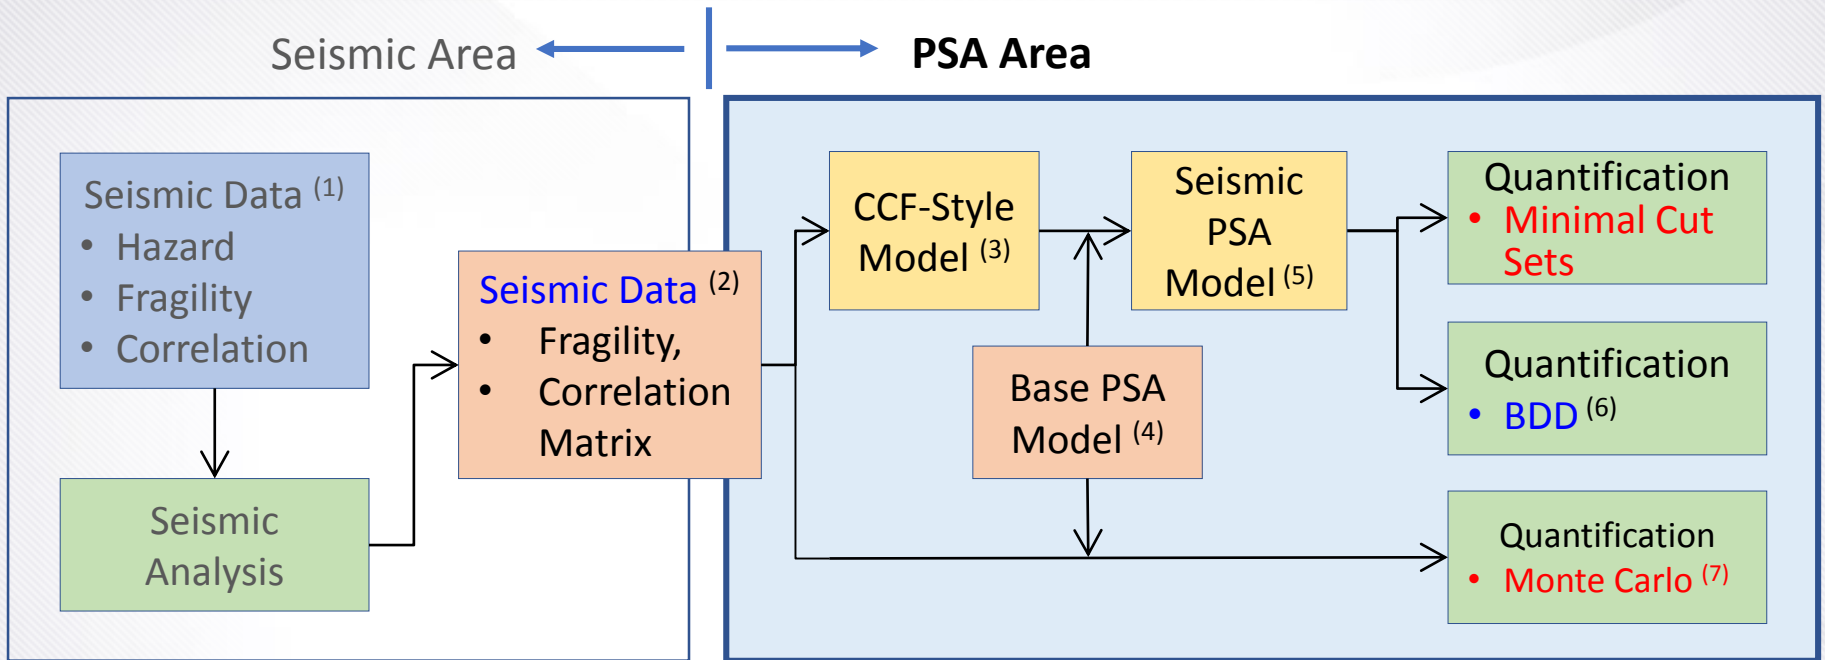 Seismic Area
PSA Area
Seismic Data (1)
• Hazard
• Fragility
• Correlation
Seismic
Analysis
Seismic Data (2)
• Fragility,
• Correlation
Matrix
CCF-Style
Model (3)
Seismic
PSA
Model (5)
Base PSA
Model (4)
Quantification
• Minimal Cut
Sets
Quantification
• BDD (6)
Quantification
• Monte Carlo (7)